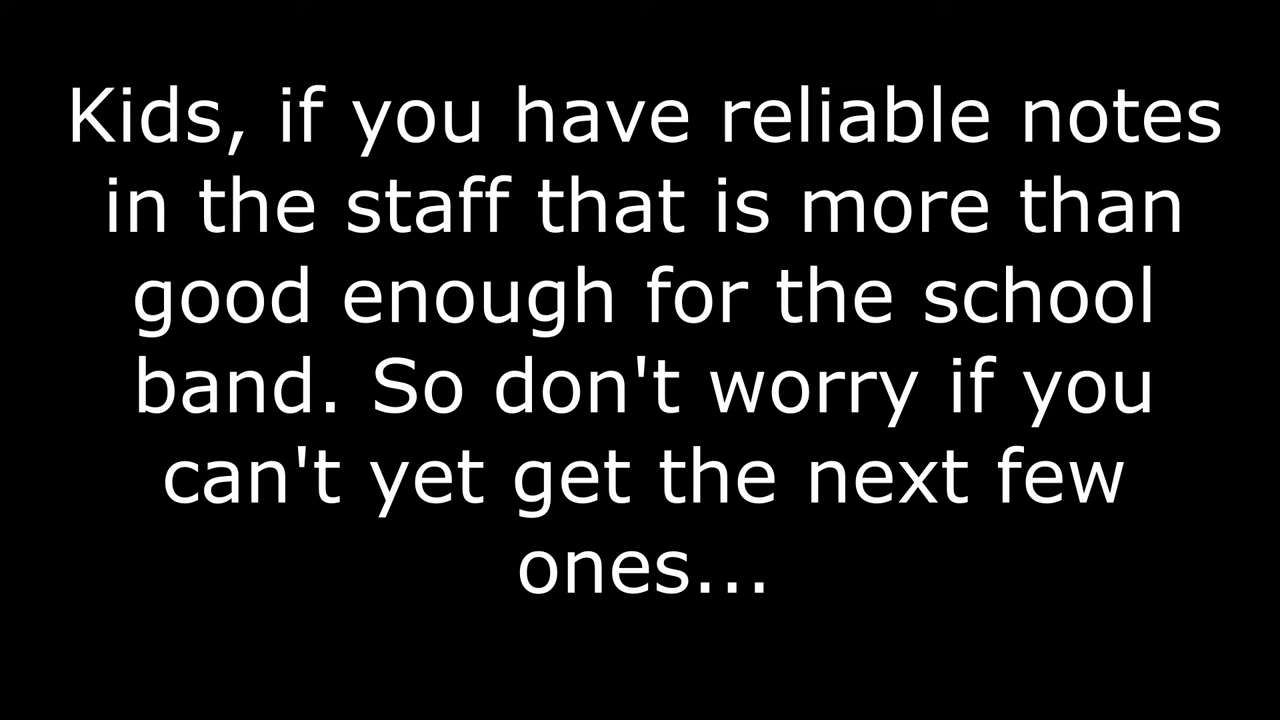 Kids, if you have reliable notes
in the staff that is more than
good enough for the school
band. So don't worry if you
can't yet get the next few
ones...